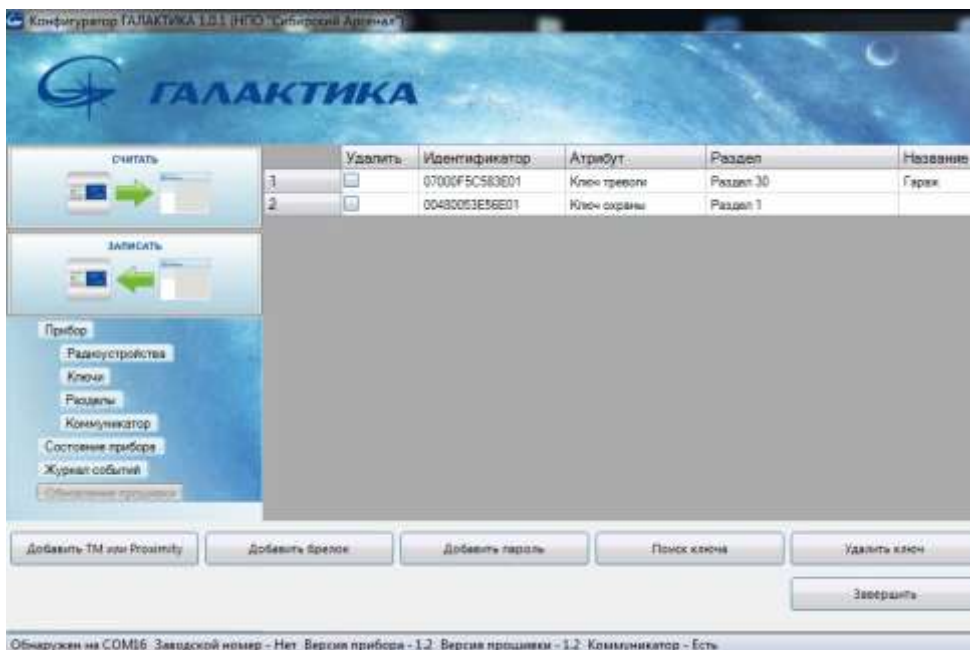 Конфигуратор ГАЛАКТИКА 1.0.1 (НПО "Сибирский Арсенал")
ГАЛАКТИКА
СЧИТАТЬ
Удалить Идентификатор Атрибут Раздел Название
1 07000F5C583E01 Ключ тревоги Раздел 30 Гараж
2 00480053E56E01 Ключ охраны Раздел 1
ЗАПИСАТЬ
Прибор
Радиоустройства
Ключи
Разделы
Коммуникатор
Состояние прибора
Журнал событий
Обновление прошивки
Добавить ТМ или Proximity Добавить брелок Добавить пароль Поиск ключа Удалить ключ
Завершить
Обнаружен на COM16 Заводской номер - Нет Версия прибора - 1.2 Версия прошивки - 1.2 Коммуникатор - Есть